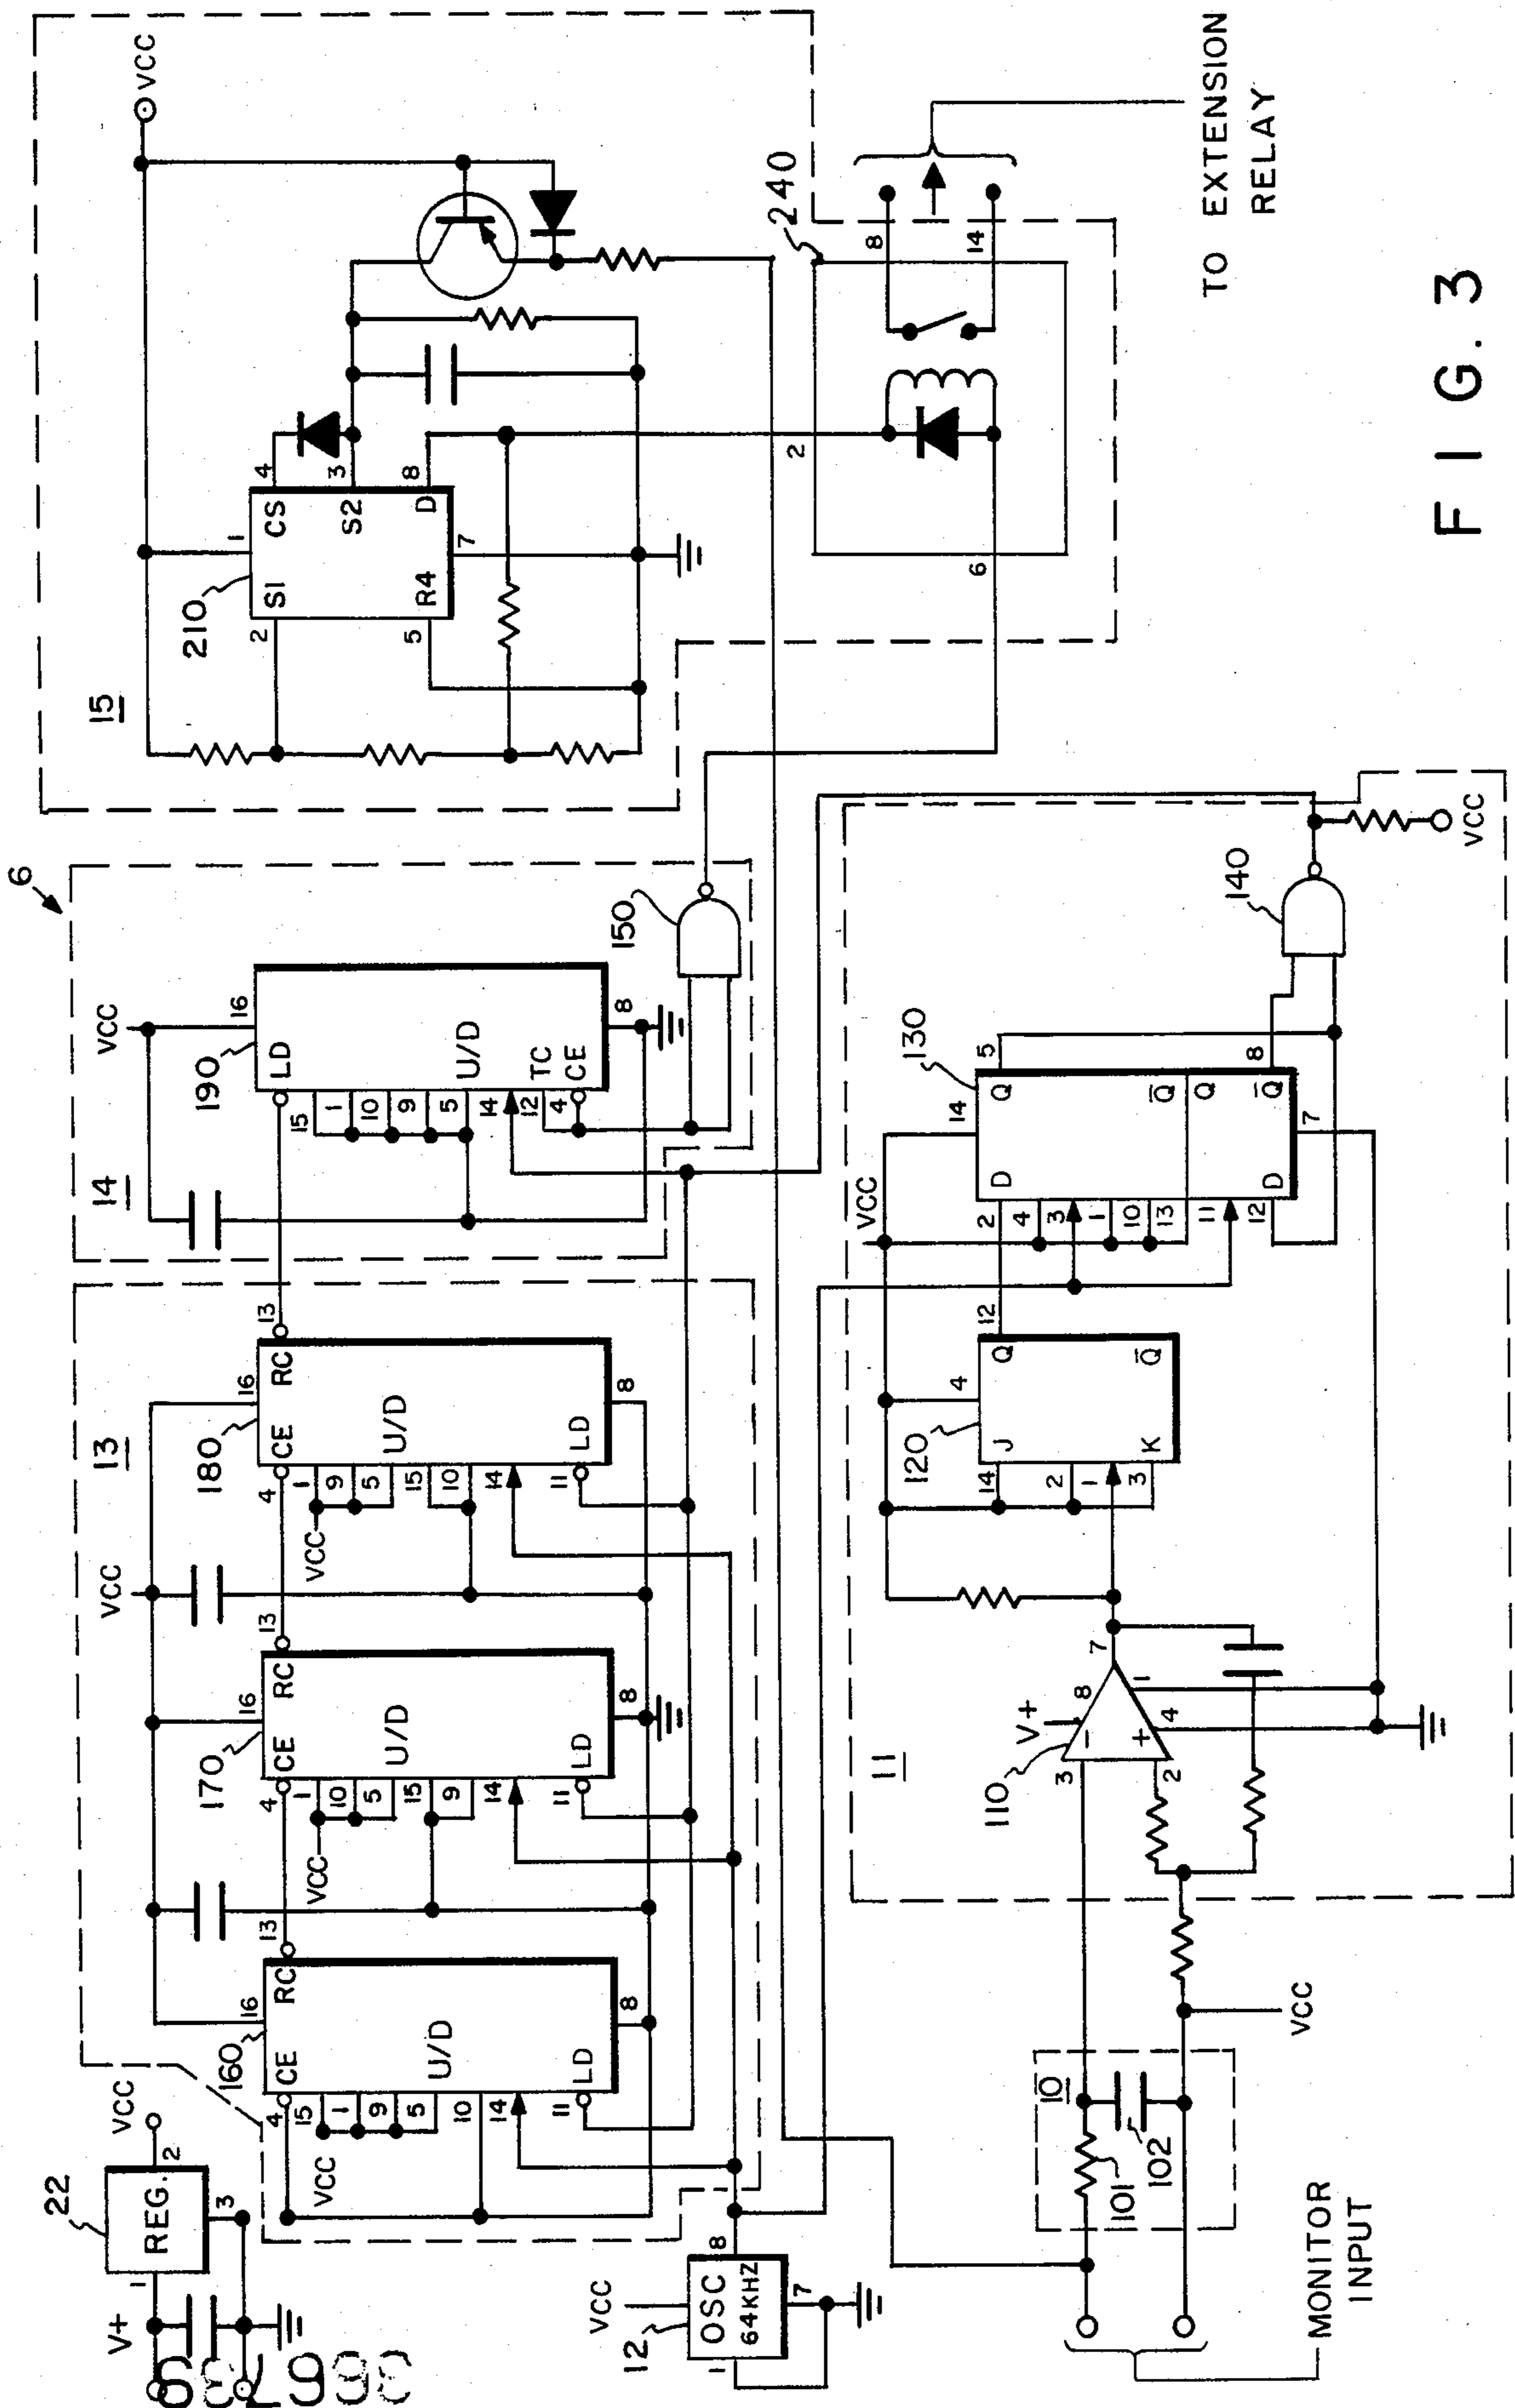 6
VCC
15
210
1
2
S1
CS
4
S2
3
R4
5
D
8
7
240
2
8
14
6
TO EXTENSION
RELAY
14
VCC
190
16
LD
15
1
10
9
5
U/D
14
12
TC
4
CE
8
150
13
VCC
180
16
CE
RC
13
4
1
9
5
U/D
15
10
14
LD
11
8
VCC
170
16
CE
RC
13
4
1
10
5
U/D
15
9
14
LD
11
8
VCC
160
16
CE
RC
13
4
15
1
9
5
U/D
10
14
LD
11
8
VCC
22
VCC
REG.
1
2
3
V+
VCC
12
OSC
64KHZ
8
1
7
11
VCC
130
14
2
D
Q
5
4
3
1
10
13
Q
Q
11
12
D
Q
8
7
140
VCC
120
4
14
J
Q
12
2
1
3
K
Q
V+
110
8
3
-
7
+
2
1
4
VCC
10
101
102
MONITOR
INPUT
FIG. 3